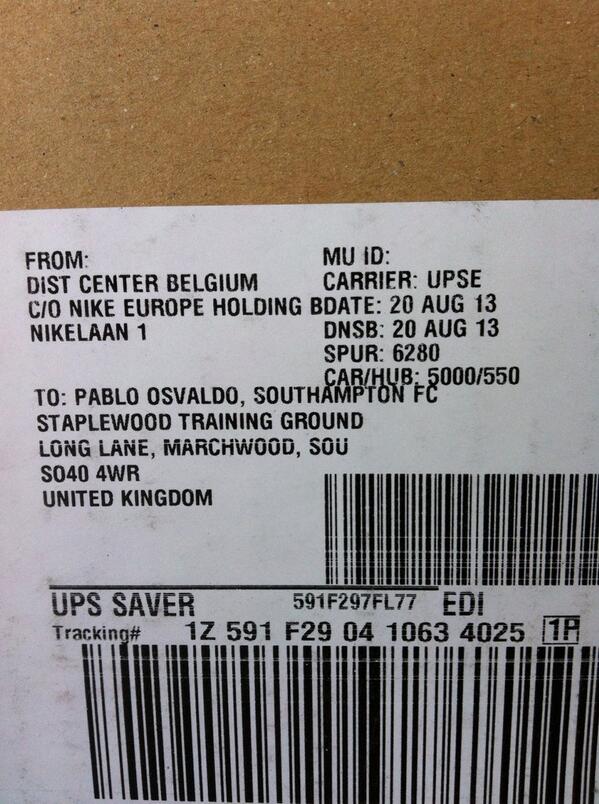 FROM:
DIST CENTER BELGIUM
C/O NIKE EUROPE HOLDING B
NIKELAAN 1
MU ID:
CARRIER: UPSE
DATE: 20 AUG 13
DNSB: 20 AUG 13
SPUR: 6280
CAR/HUB: 5000/550
TO: PABLO OSVALDO, SOUTHAMPTON FC
STAPLEWOOD TRAINING GROUND
LONG LANE, MARCHWOOD, SOU
SO40 4WR
UNITED KINGDOM
UPS SAVER 591F297FL77 EDI
Tracking# 1Z 591 F29 04 1063 4025 1P